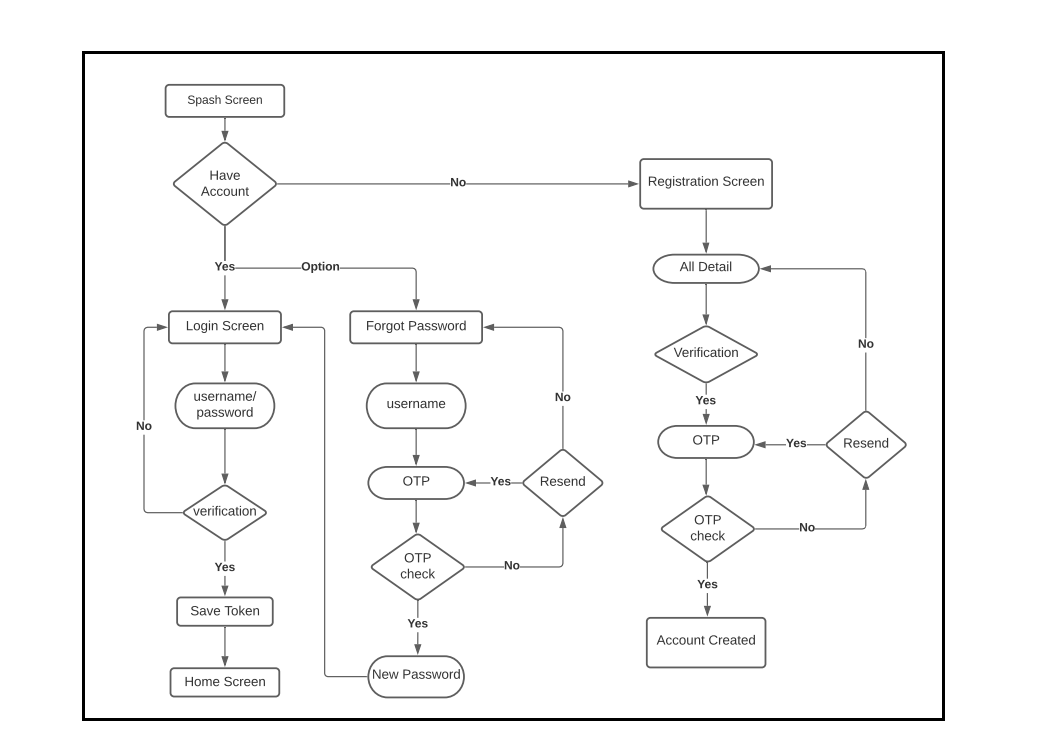 Spash Screen
Have
Account
No
Registration Screen
Yes
Option
All Detail
Login Screen
Forgot Password
Verification
No
username/
password
username
No
Yes
No
OTP
Yes
Resend
OTP
Yes
Resend
verification
OTP
check
No
OTP
check
No
Yes
Yes
Save Token
Yes
Account Created
New Password
Home Screen